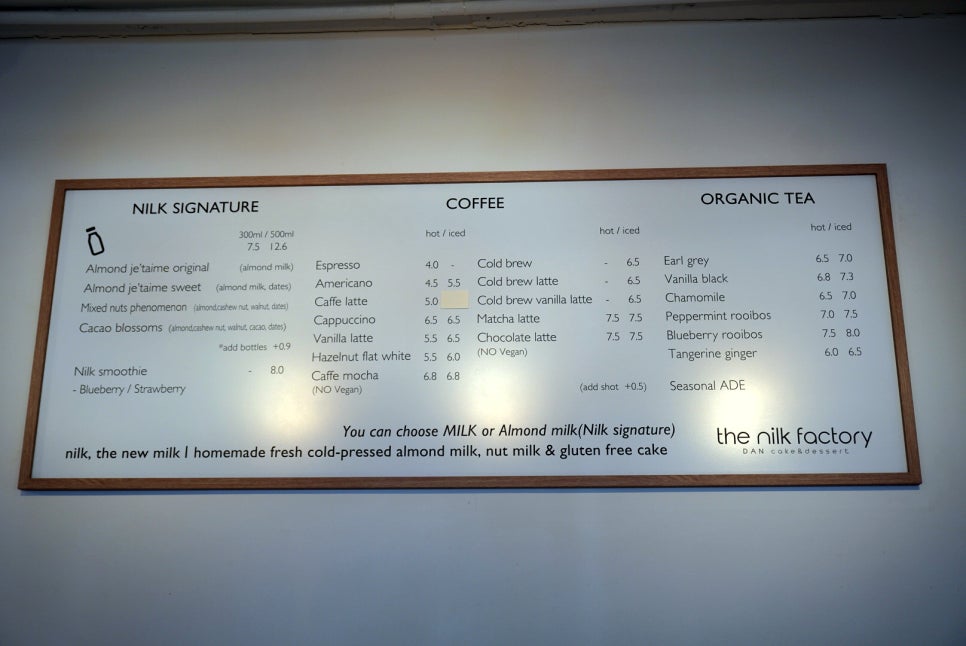 NILK SIGNATURE
300ml / 500ml
7.5 12.6
Almond je'taime original (almond milk)
Almond je'taime sweet (almond milk, dates)
Mixed nuts phenomenon (almond,cashew nut, walnut, dates)
Cacao blossoms (almond,cashew nut, walnut, cacao, dates)
*add bottles +0.9
Nilk smoothie - 8.0
- Blueberry / Strawberry
COFFEE
hot / iced
Espresso 4.0 -
Americano 4.5 5.5
Caffe latte 5.0
Cappuccino 6.5 6.5
Vanilla latte 5.5 6.5
Hazelnut flat white 5.5 6.0
Caffe mocha 6.8 6.8
(NO Vegan)
hot / iced
Cold brew - 6.5
Cold brew latte - 6.5
Cold brew vanilla latte - 6.5
Matcha latte 7.5 7.5
Chocolate latte 7.5 7.5
(NO Vegan)
(add shot +0.5)
ORGANIC TEA
hot / iced
Earl grey 6.5 7.0
Vanilla black 6.8 7.3
Chamomile 6.5 7.0
Peppermint rooibos 7.0 7.5
Blueberry rooibos 7.5 8.0
Tangerine ginger 6.0 6.5
Seasonal ADE
You can choose MILK or Almond milk(Nilk signature)
nilk, the new milk l homemade fresh cold-pressed almond milk, nut milk & gluten free cake
the nilk factory
DAN cake&dessert